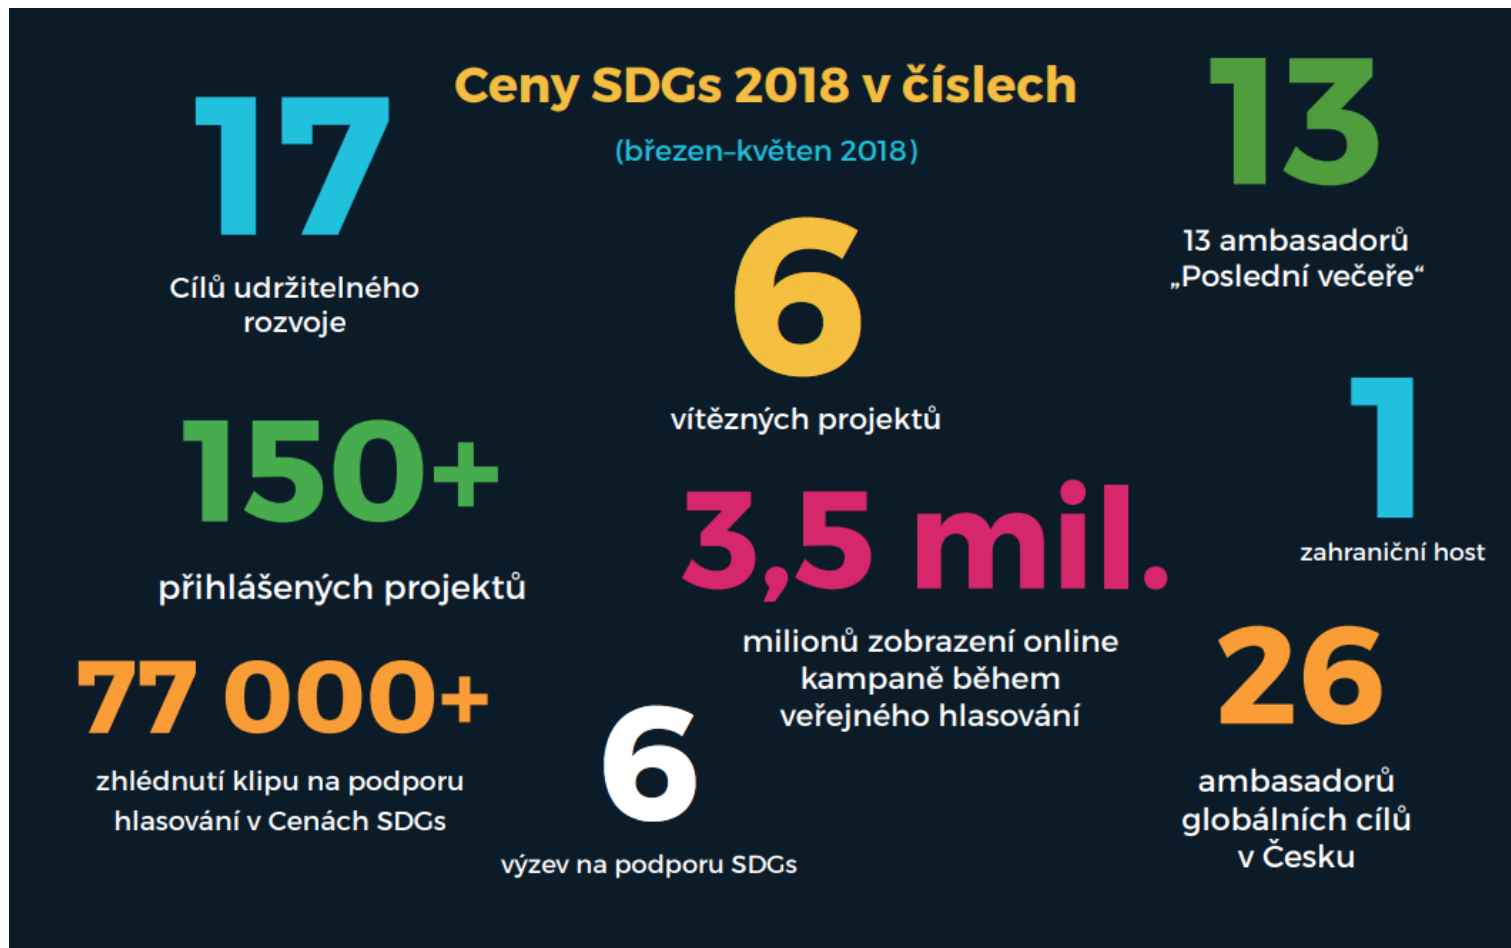 Ceny SDGs 2018 v číslech
(březen–květen 2018)
17
Cílů udržitelného
rozvoje
6
vítězných projektů
13
13 ambasadorů
„Poslední večeře“
150+
přihlášených projektů
3,5 mil.
milionů zobrazení online
kampaně během
veřejného hlasování
1
zahraniční host
77 000+
zhlédnutí klipu na podporu
hlasování v Cenách SDGs
6
výzev na podporu SDGs
26
ambasadorů
globálních cílů
v Česku